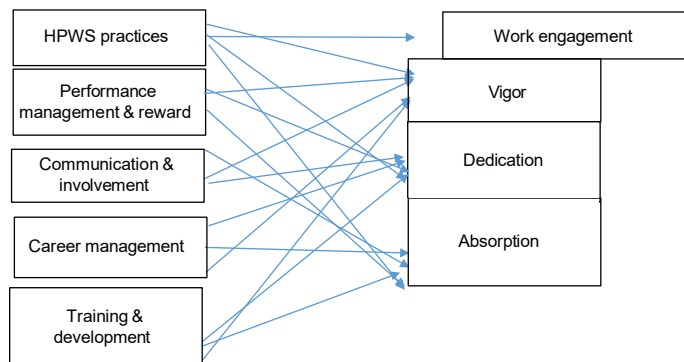 HPWS practices
Performance
management & reward
Communication &
involvement
Career management
Training &
development
Work engagement
Vigor
Dedication
Absorption